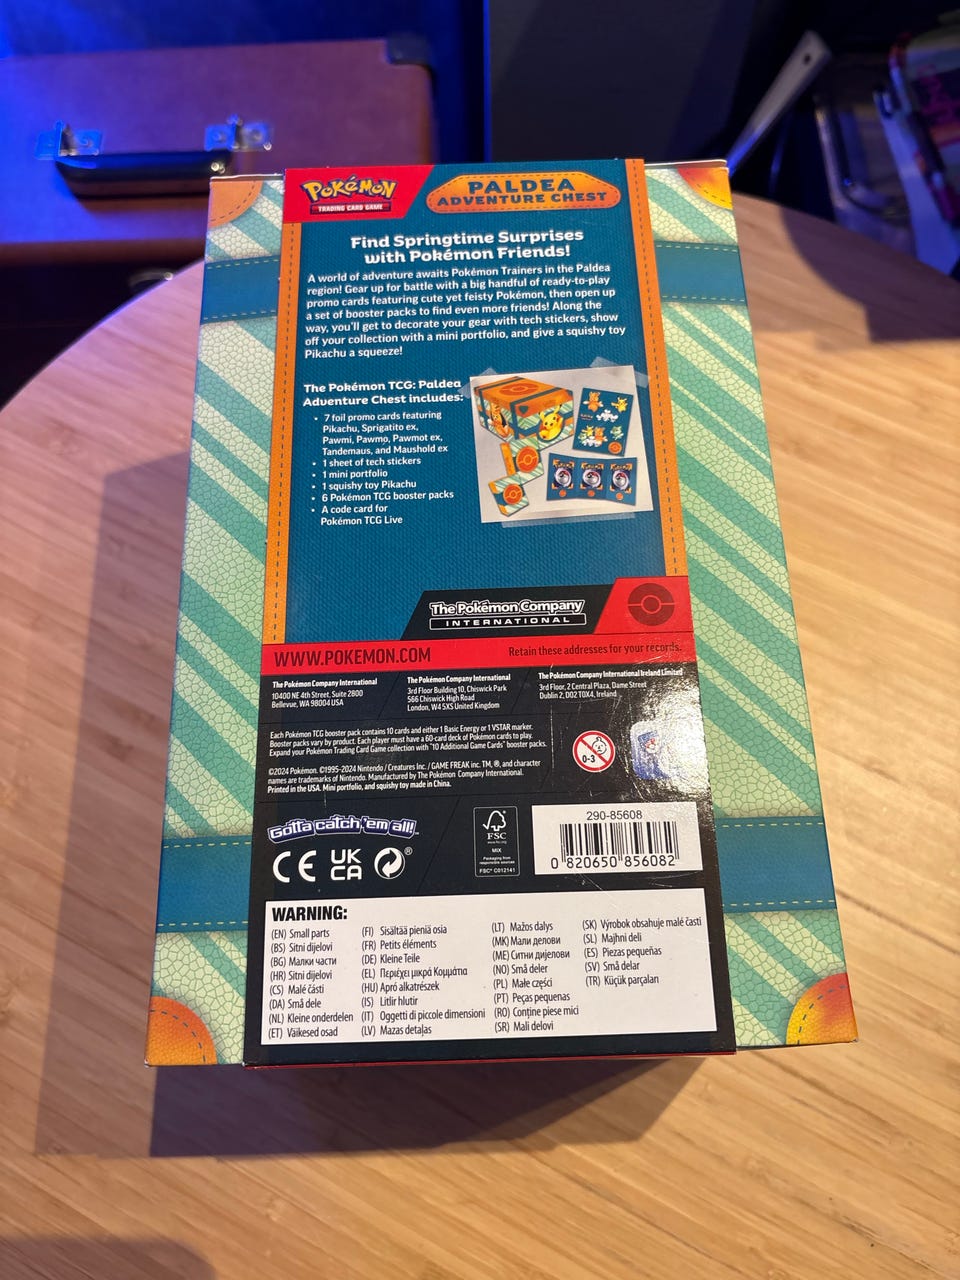 POKéMON
TRADING CARD GAME
PALDEA
ADVENTURE CHEST
Find Springtime Surprises
with Pokémon Friends!
A world of adventure awaits Pokémon Trainers in the Paldea
region! Gear up for battle with a big handful of ready-to-play
promo cards featuring cute yet feisty Pokémon, then open up
a set of booster packs to find even more friends! Along the
way, you'll get to decorate your gear with tech stickers, show
off your collection with a mini portfolio, and give a squishy toy
Pikachu a squeeze!
The Pokémon TCG: Paldea
Adventure Chest includes:
• 7 foil promo cards featuring
Pikachu, Sprigatito ex,
Pawmi, Pawmo, Pawmot ex,
Tandemaus, and Maushold ex
• 1 sheet of tech stickers
• 1 mini portfolio
• 1 squishy toy Pikachu
• 6 Pokémon TCG booster packs
• A code card for
Pokémon TCG Live
The Pokémon Company
INTERNATIONAL
WWW.POKEMON.COM
Retain these addresses for your records.
The Pokémon Company International
10400 NE 4th Street, Suite 2800
Bellevue, WA 98004 USA
The Pokémon Company International
3rd Floor Building 10, Chiswick Park
566 Chiswick High Road
London, W4 5XS United Kingdom
The Pokémon Company International Ireland Limited
3rd Floor, 2 Central Plaza, Dame Street
Dublin 2, D02 T0X4, Ireland
Each Pokémon TCG booster pack contains 10 cards and either 1 Basic Energy or 1 VSTAR marker.
Booster packs vary by product. Each player must have a 60-card deck of Pokémon cards to play.
Expand your Pokémon Trading Card Game collection with "10 Additional Game Cards" booster packs.
©2024 Pokémon. ©1995-2024 Nintendo / Creatures Inc. / GAME FREAK inc. TM, ®, and character
names are trademarks of Nintendo. Manufactured by The Pokémon Company International.
Printed in the USA. Mini portfolio, and squishy toy made in China.
0-3
Gotta catch 'em all!
CE
UK
CA
®
FSC
www.fsc.org
MIX
Packaging from
responsible sources
FSC® C012141
290-85608
0 820650 856082
WARNING:
(EN) Small parts
(BS) Sitni dijelovi
(BG) Малки части
(HR) Sitni dijelovi
(CS) Malé části
(DA) Små dele
(NL) Kleine onderdelen
(ET) Väikesed osad
(FI) Sisältää pieniä osia
(FR) Petits éléments
(DE) Kleine Teile
(EL) Περιέχει μικρά Κομμάτια
(HU) Apró alkatrészek
(IS) Litlir hlutir
(IT) Oggetti di piccole dimensioni
(LV) Mazas detaļas
(LT) Mažos dalys
(MK) Мали делови
(ME) Ситни дијелови
(NO) Små deler
(PL) Małe części
(PT) Peças pequenas
(RO) Conține piese mici
(SR) Mali delovi
(SK) Výrobok obsahuje malé časti
(SL) Majhni deli
(ES) Piezas pequeñas
(SV) Små delar
(TR) Küçük parçaları